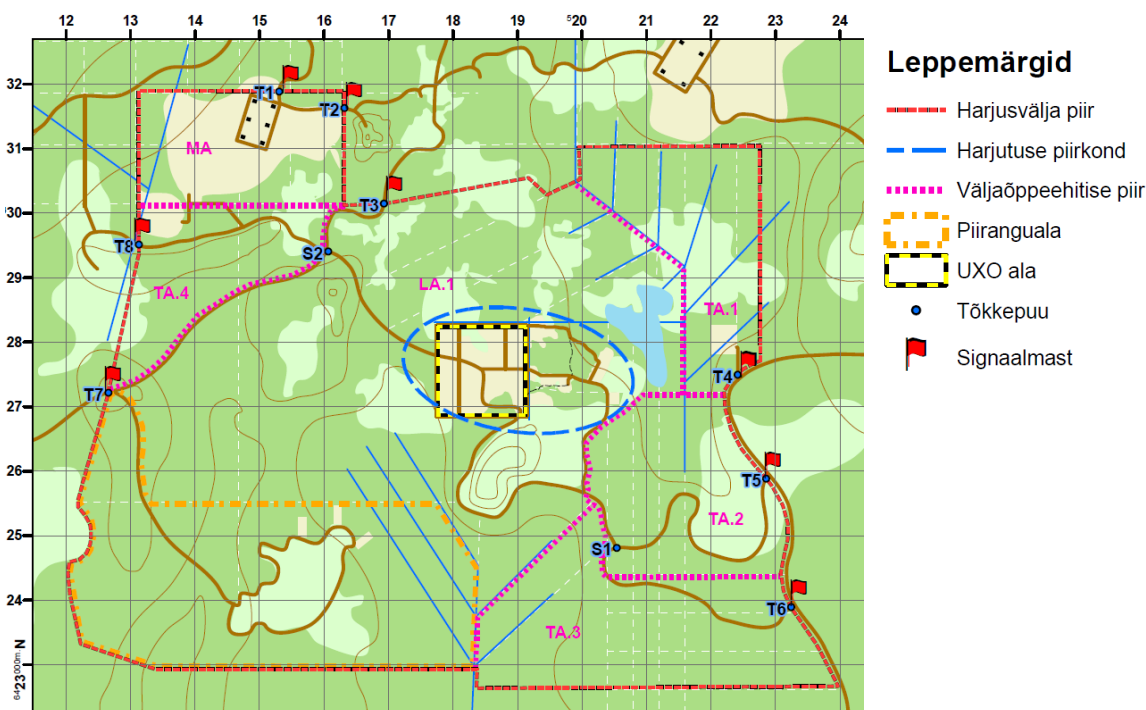 12 13 14 15 16 17 18 19 ⁵20 21 22 23 24
Leppemärgid
Harjusvälja piir
Harjutuse piirkond
Väljaõppeehitise piir
Piiranguala
UXO ala
Tõkkepuu
Signaalmast
32
31
30
29
28
27
26
25
24
⁶⁴23⁰⁰⁰ᵐ N
T1
T2
MA
T3
T8
S2
TA.4
LA.1
TA.1
T4
T7
T5
TA.2
S1
T6
TA.3